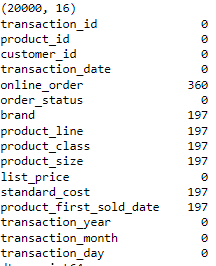 (20000, 16)
transaction_id 0
product_id 0
customer_id 0
transaction_date 0
online_order 360
order_status 0
brand 197
product_line 197
product_class 197
product_size 197
list_price 0
standard_cost 197
product_first_sold_date 197
transaction_year 0
transaction_month 0
transaction_day 0